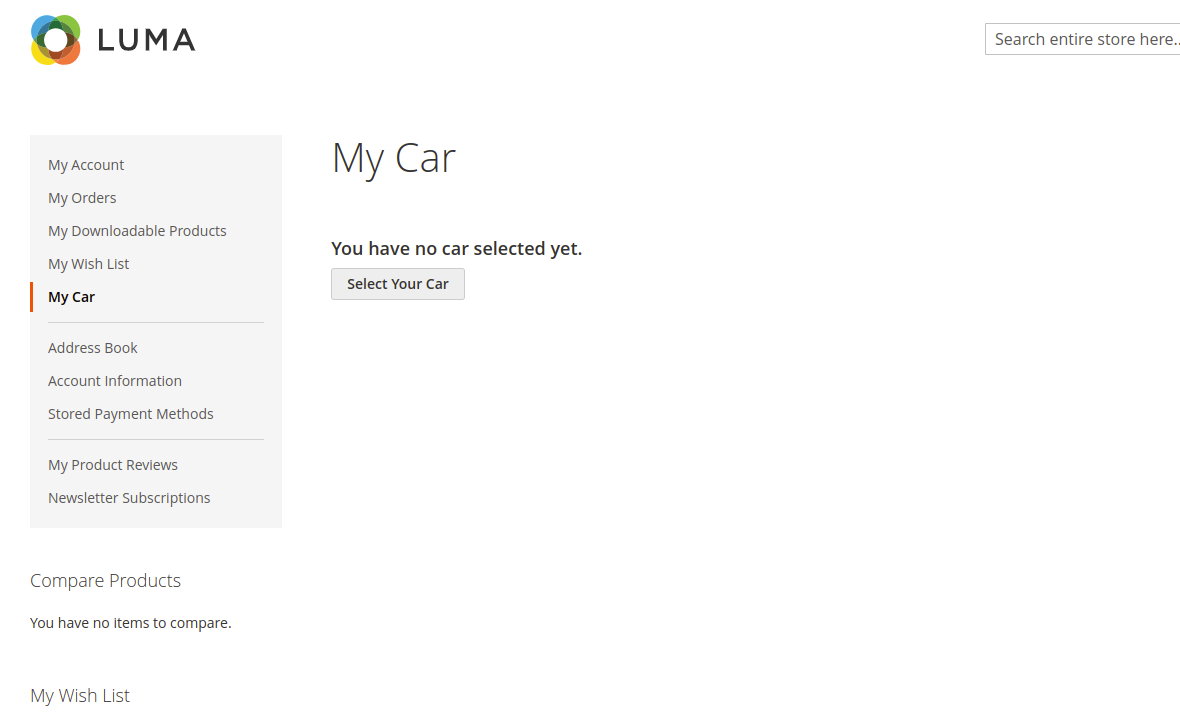 LUMA
Search entire store here..
My Account
My Orders
My Downloadable Products
My Wish List
My Car
Address Book
Account Information
Stored Payment Methods
My Product Reviews
Newsletter Subscriptions
My Car
You have no car selected yet.
Select Your Car
Compare Products
You have no items to compare.
My Wish List